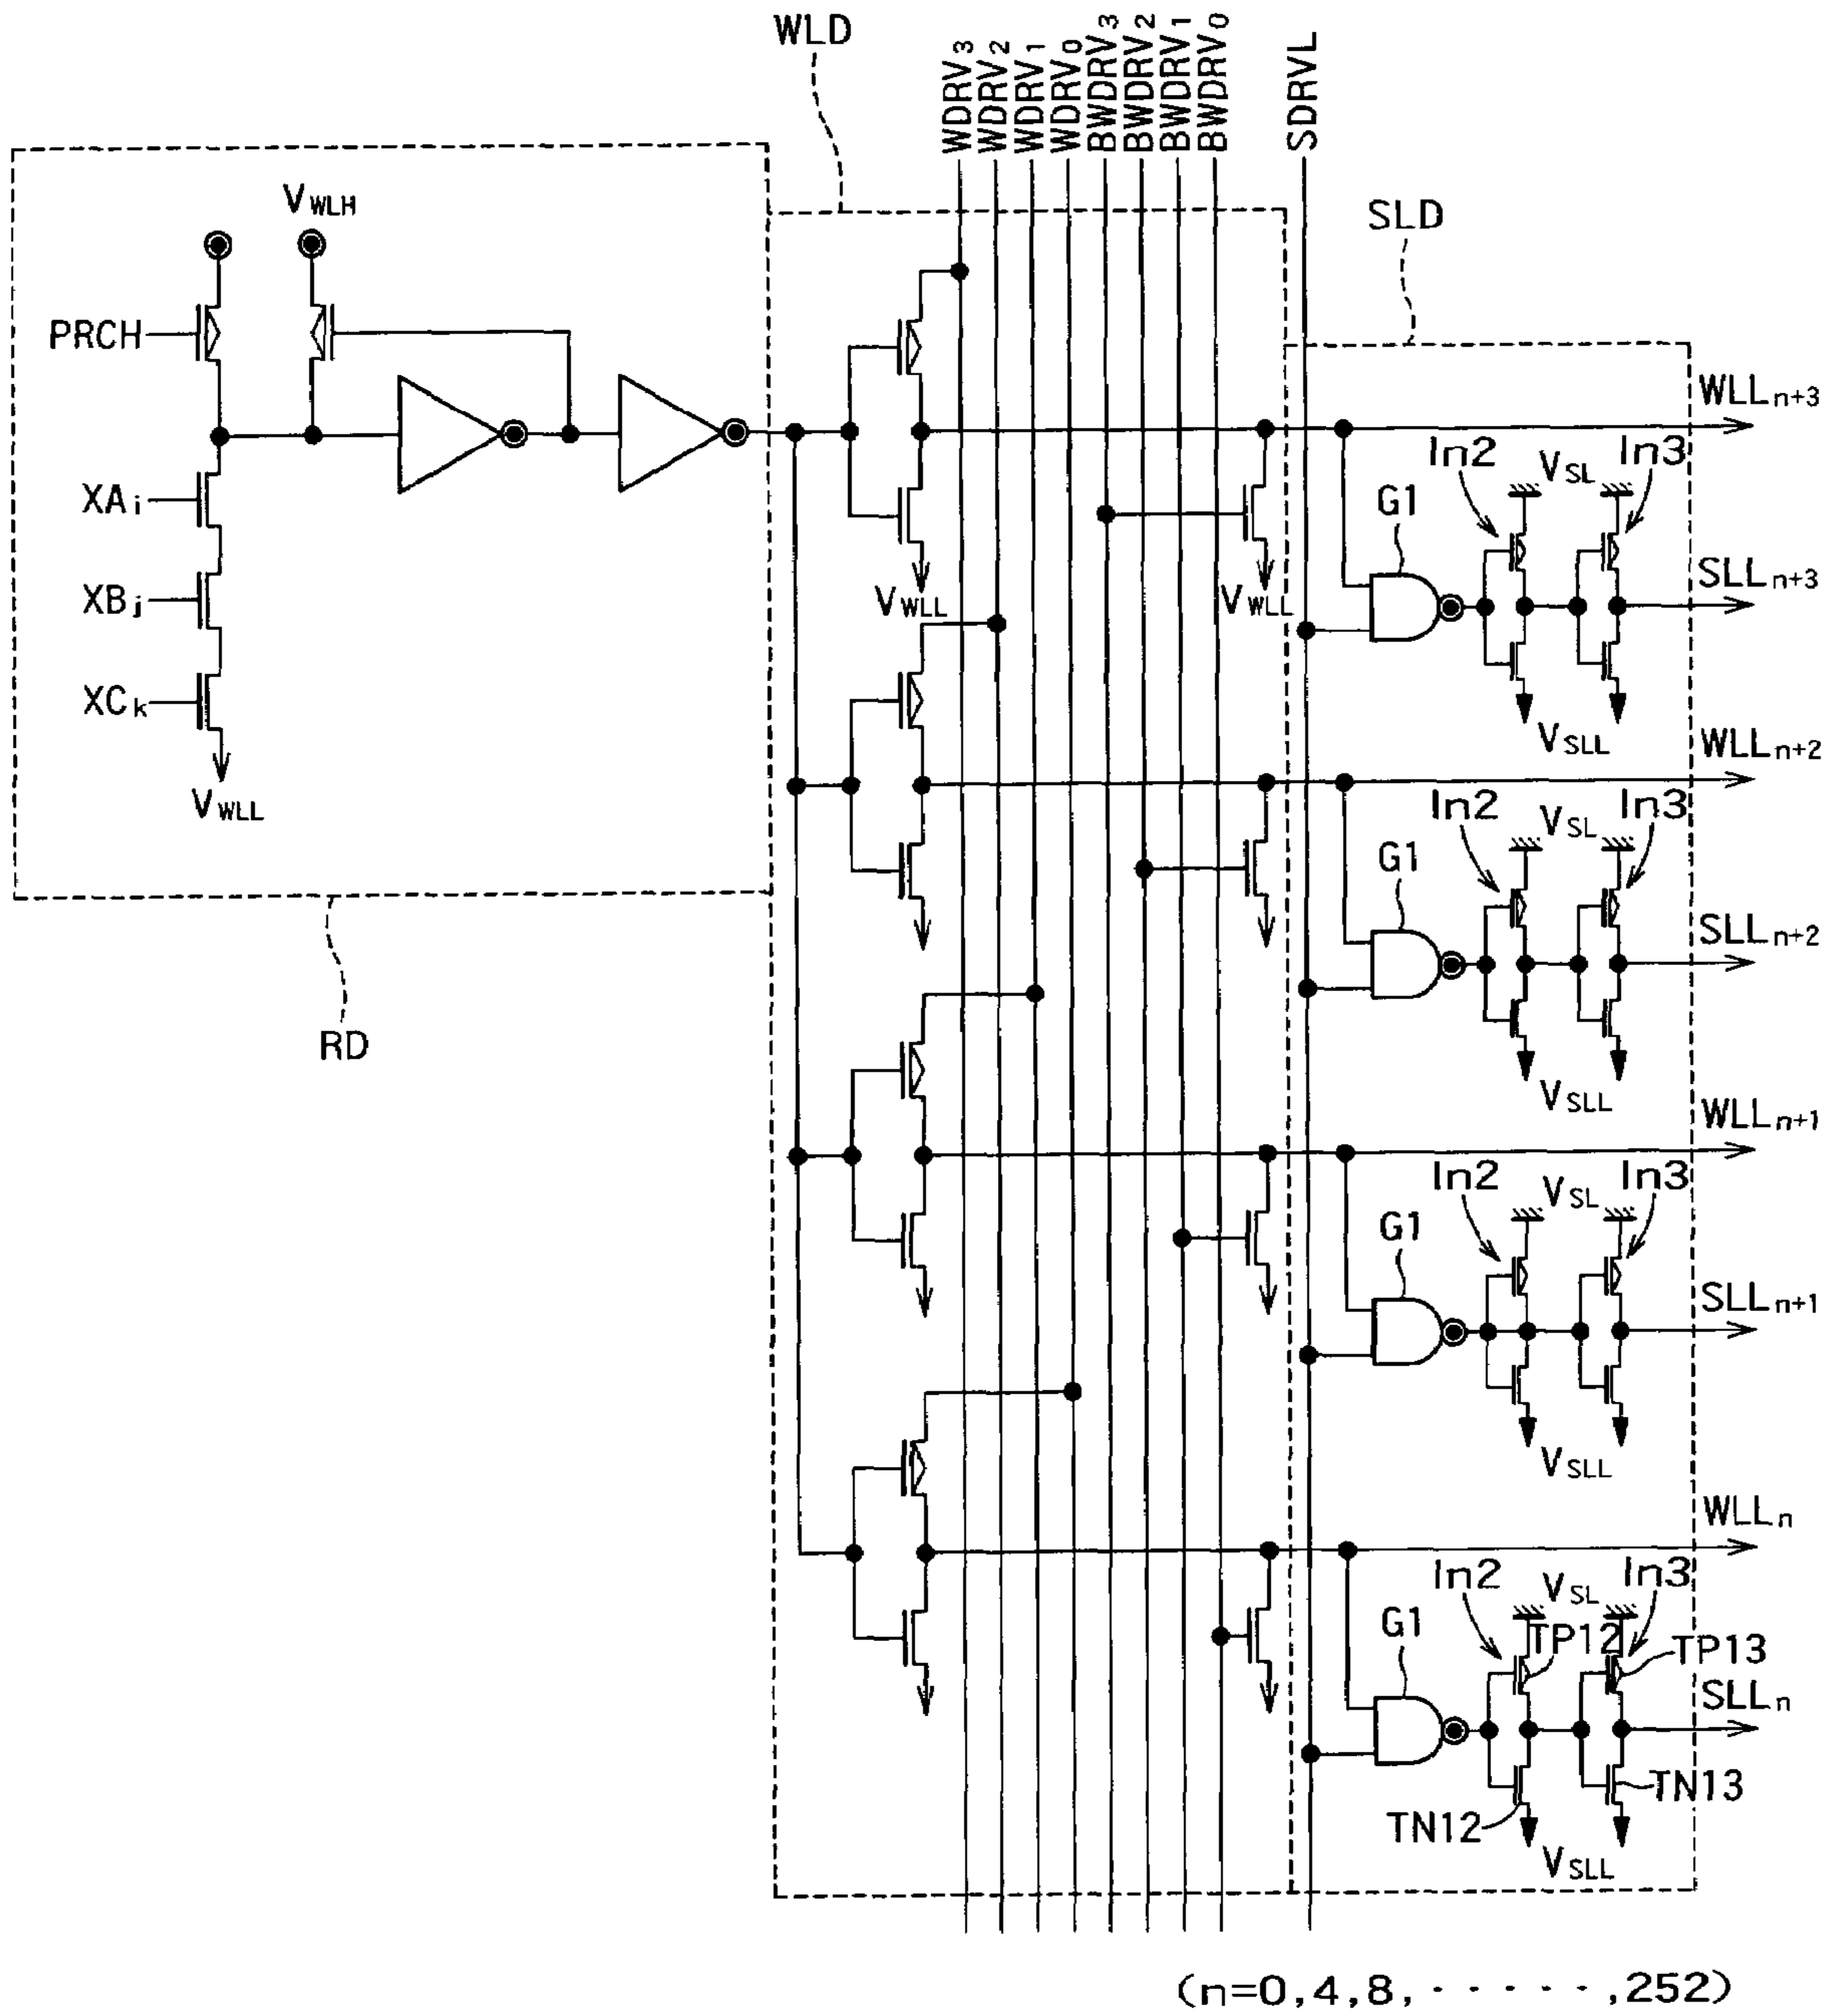 WLD
WDRV3
WDRV2
WDRV1
WDRV0
BWDRV3
BWDRV2
BWDRV1
BWDRV0
SDRVL
SLD
VWLH
PRCH
XAi
XBj
XCk
VWLL
RD
VWLL
VWLL
WLLn+3
In2
VSL
In3
G1
SLLn+3
VSLL
WLLn+2
In2
VSL
In3
G1
SLLn+2
VSLL
WLLn+1
In2
VSL
In3
G1
SLLn+1
VSLL
WLLn
In2
VSL
In3
G1
TP12
TP13
SLLn
TN13
TN12
VSLL
(n=0,4,8, · · · · · ,252)